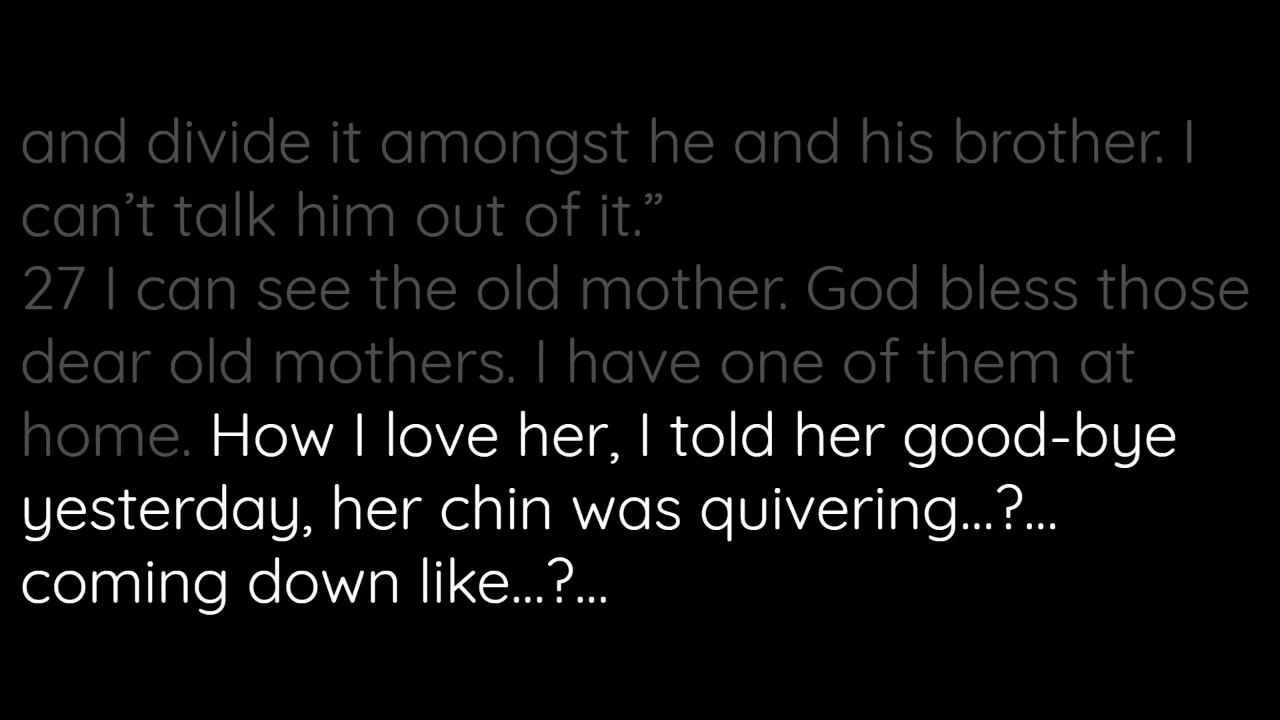 and divide it amongst he and his brother. I
can’t talk him out of it.”
27 I can see the old mother. God bless those
dear old mothers. I have one of them at
home. How I love her, I told her good-bye
yesterday, her chin was quivering...?...
coming down like...?...